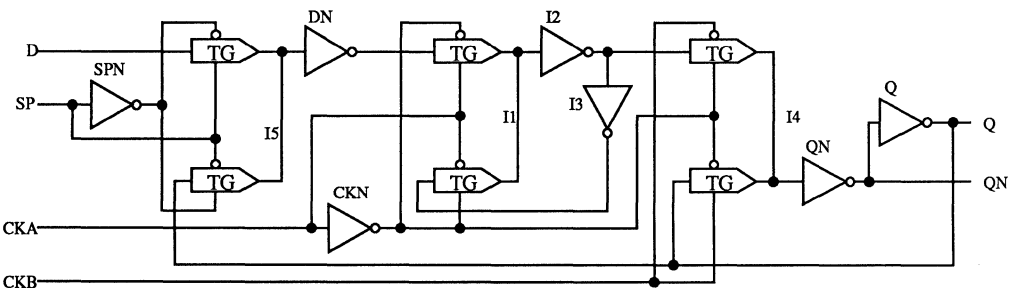 DN
I2
D
TG
TG
TG
SPN
Q
SP
I3
I5
I1
I4
Q
QN
TG
TG
TG
QN
CKN
CKA
CKB